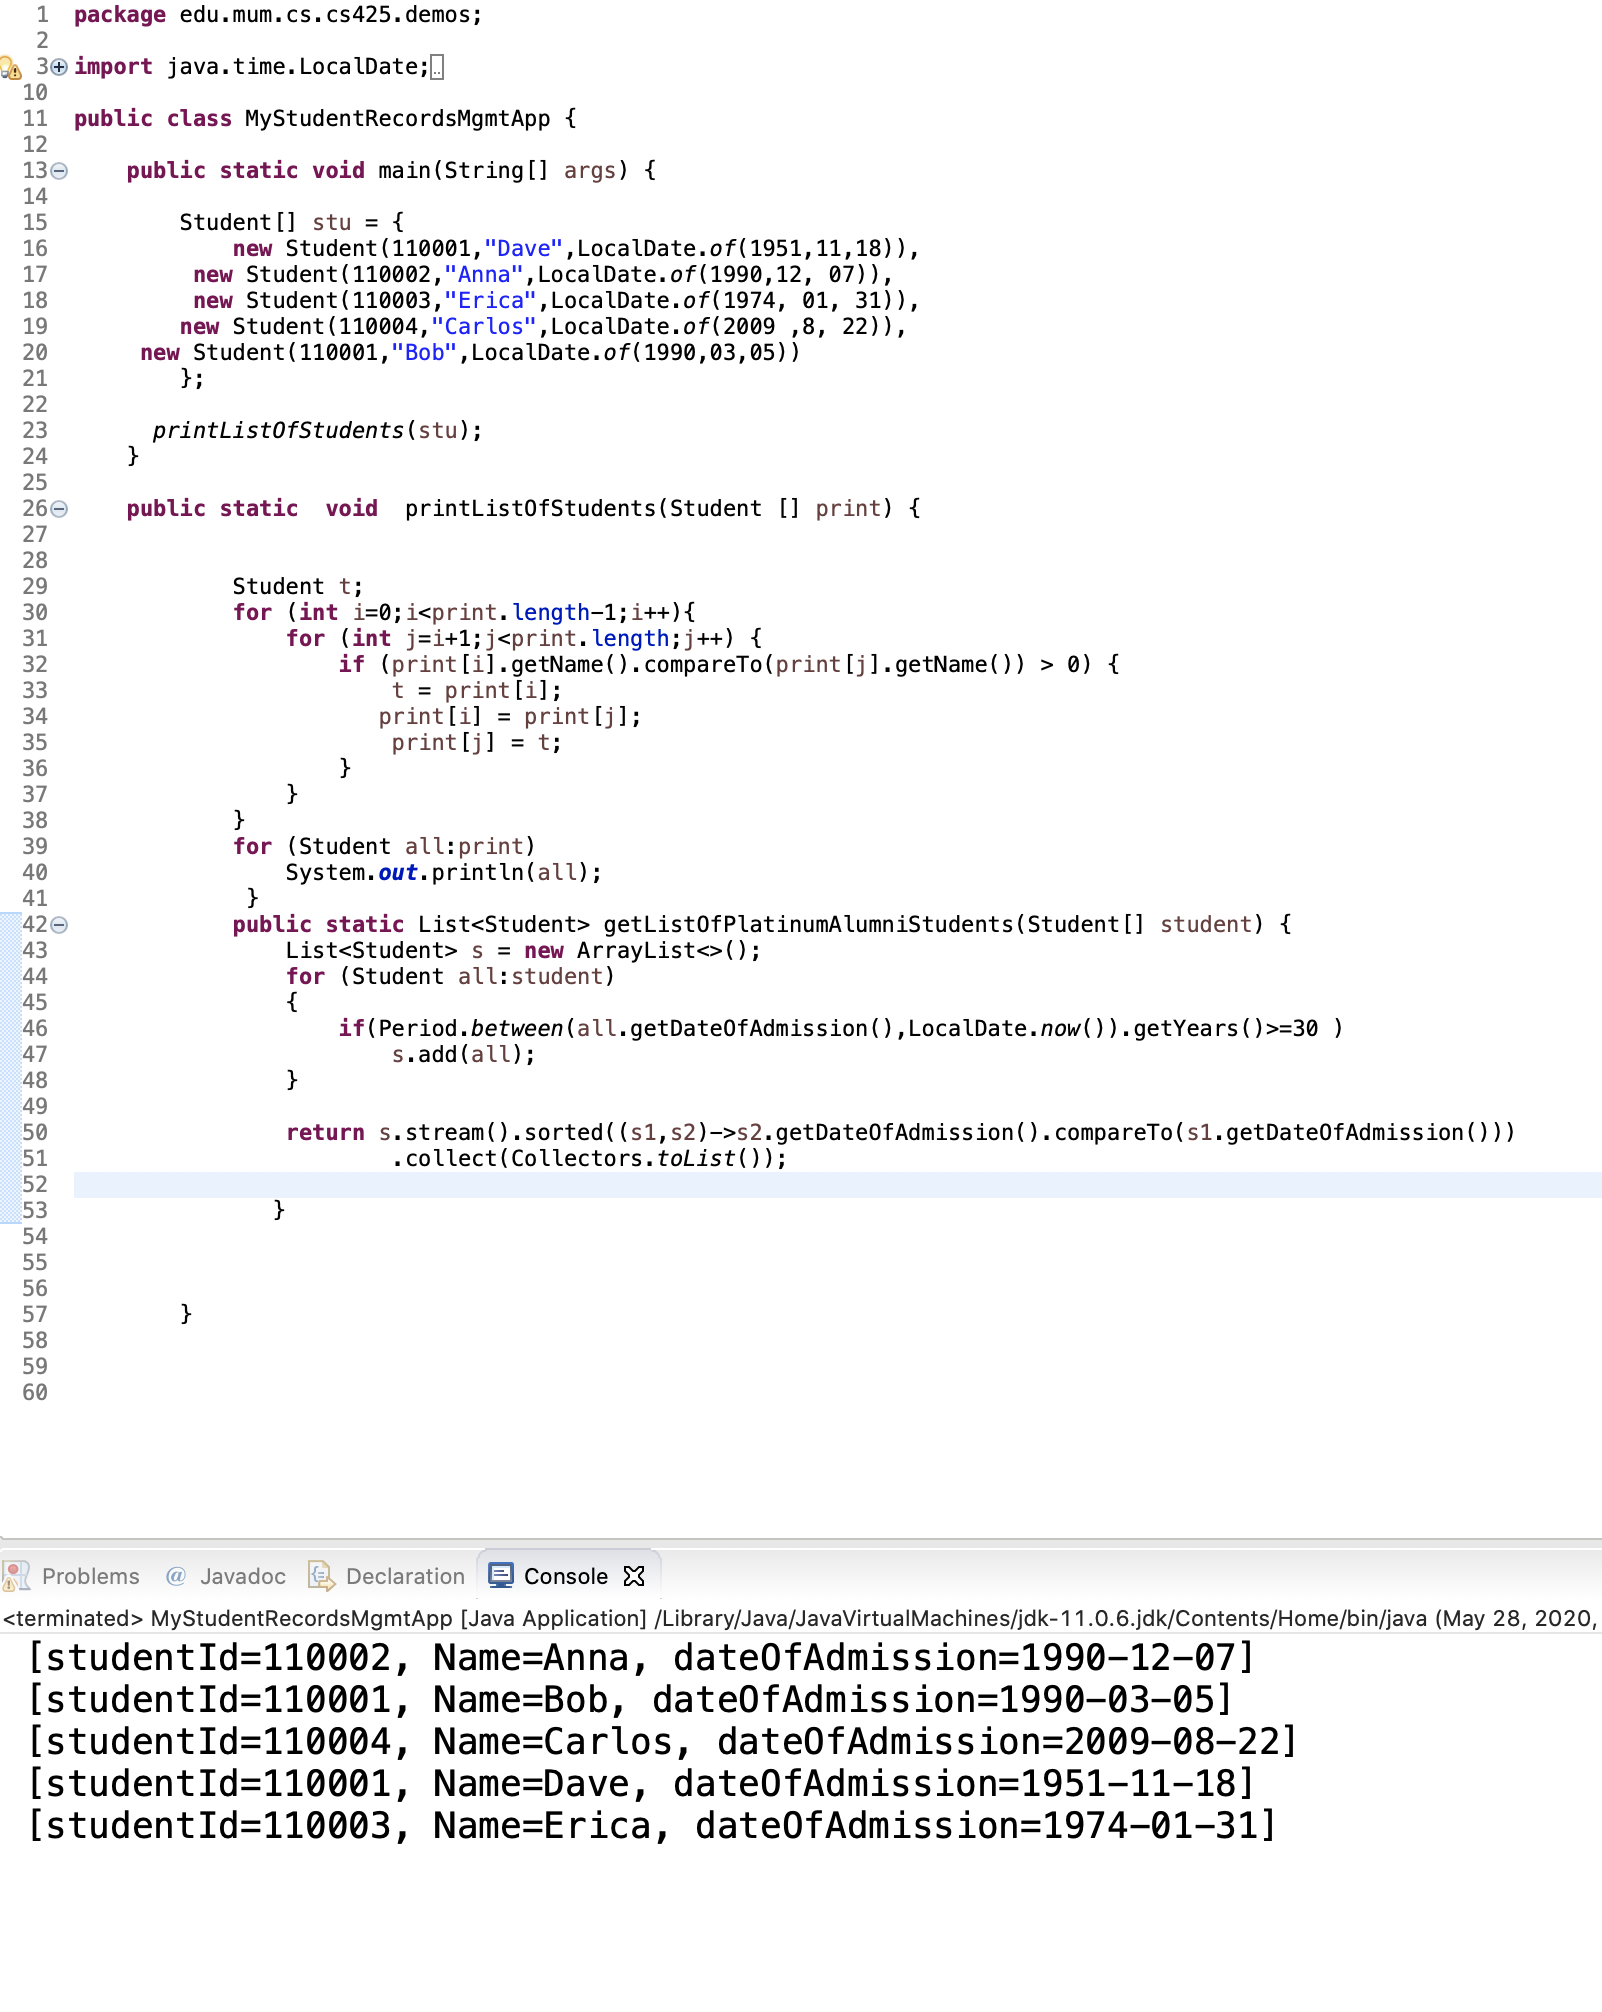 1 package edu.mum.cs.cs425.demos;
2
3 import java.time.LocalDate;
10
11 public class MyStudentRecordsMgmtApp {
12
13 public static void main(String[] args) {
14
15 Student[] stu = {
16 new Student(110001,"Dave",LocalDate.of(1951,11,18)),
17 new Student(110002,"Anna",LocalDate.of(1990,12, 07)),
18 new Student(110003,"Erica",LocalDate.of(1974, 01, 31)),
19 new Student(110004,"Carlos",LocalDate.of(2009 ,8, 22)),
20 new Student(110001,"Bob",LocalDate.of(1990,03,05))
21 };
22
23 printListOfStudents(stu);
24 }
25
26 public static  void  printListOfStudents(Student [] print) {
27
28
29 Student t;
30 for (int i=0;i<print.length-1;i++){
31 for (int j=i+1;j<print.length;j++) {
32 if (print[i].getName().compareTo(print[j].getName()) > 0) {
33 t = print[i];
34 print[i] = print[j];
35 print[j] = t;
36 }
37 }
38 }
39 for (Student all:print)
40 System.out.println(all);
41 }
42 public static List<Student> getListOfPlatinumAlumniStudents(Student[] student) {
43 List<Student> s = new ArrayList<>();
44 for (Student all:student)
45 {
46 if(Period.between(all.getDateOfAdmission(),LocalDate.now()).getYears()>=30 )
47 s.add(all);
48 }
49
50 return s.stream().sorted((s1,s2)->s2.getDateOfAdmission().compareTo(s1.getDateOfAdmission()))
51 .collect(Collectors.toList());
52
53 }
54
55
56
57 }
58
59
60
Problems @ Javadoc Declaration Console
<terminated> MyStudentRecordsMgmtApp [Java Application] /Library/Java/JavaVirtualMachines/jdk-11.0.6.jdk/Contents/Home/bin/java (May 28, 2020,
[studentId=110002, Name=Anna, dateOfAdmission=1990-12-07]
[studentId=110001, Name=Bob, dateOfAdmission=1990-03-05]
[studentId=110004, Name=Carlos, dateOfAdmission=2009-08-22]
[studentId=110001, Name=Dave, dateOfAdmission=1951-11-18]
[studentId=110003, Name=Erica, dateOfAdmission=1974-01-31]